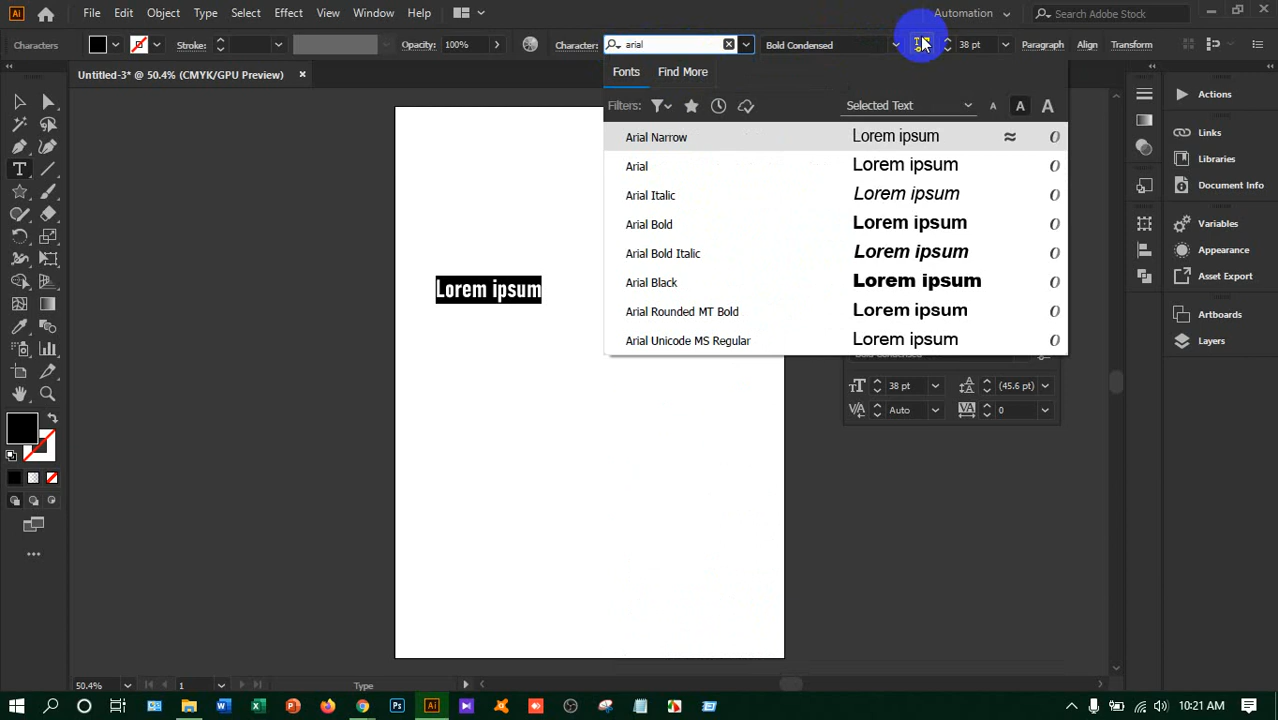 Ai File Edit Object Type Select Effect View Window Help Automation Search Adobe Stock
Characters Stroke: Opacity: 100% Character: arial Bold Condensed 38 pt Paragraph Align Transform
Untitled-3* @ 50.4% (CMYK/GPU Preview)
Fonts Find More
Filters: Selected Text A A A
Arial Narrow Lorem ipsum
Arial Lorem ipsum
Arial Italic Lorem ipsum
Arial Bold Lorem ipsum
Arial Bold Italic Lorem ipsum
Arial Black Lorem ipsum
Arial Rounded MT Bold Lorem ipsum
Arial Unicode MS Regular Lorem ipsum
Lorem ipsum
38 pt (45.6 pt)
Auto 0
Actions
Links
Libraries
Document Info
Variables
Appearance
Asset Export
Artboards
Layers
50.4% 1 Type
10:21 AM